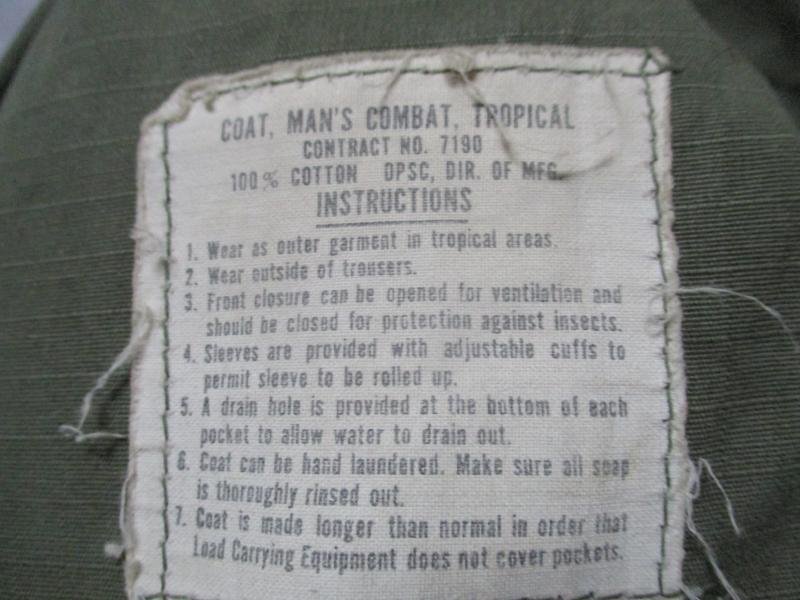 COAT, MAN'S COMBAT, TROPICAL
CONTRACT NO. 7190
100% COTTON DPSC, DIR. OF MFG.
INSTRUCTIONS
1. Wear as outer garment in tropical areas.
2. Wear outside of trousers.
3. Front closure can be opened for ventilation and
should be closed for protection against insects.
4. Sleeves are provided with adjustable cuffs to
permit sleeve to be rolled up.
5. A drain hole is provided at the bottom of each
pocket to allow water to drain out.
6. Coat can be hand laundered. Make sure all soap
is thoroughly rinsed out.
7. Coat is made longer than normal in order that
Load Carrying Equipment does not cover pockets.